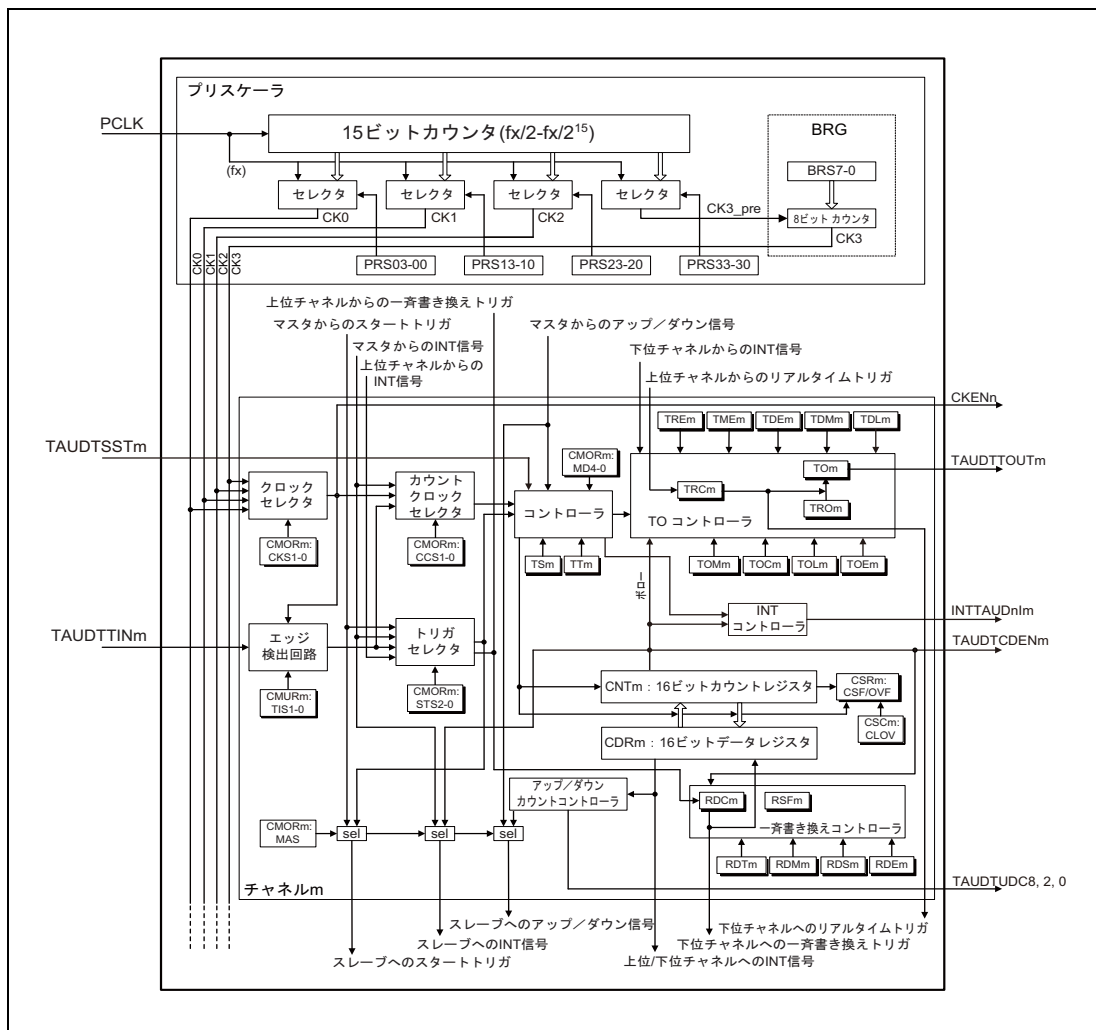 プリスケーラ
PCLK
15ビットカウンタ(fx/2-fx/2¹⁵)
BRG
BRS7-0
(fx)
セレクタ
セレクタ
セレクタ
セレクタ
CK3_pre
8ビット カウンタ
CK0
CK1
CK2
CK3
CK0
CK1
CK2
CK3
PRS03-00
PRS13-10
PRS23-20
PRS33-30
上位チャネルからの一斉書き換えトリガ
マスタからのスタートトリガ
マスタからのアップ／ダウン信号
マスタからのINT信号
下位チャネルからのINT信号
上位チャネルからの
INT信号
上位チャネルからのリアルタイムトリガ
CKENn
TREm
TMEm
TDEm
TDMm
TDLm
TAUDTSSTm
CMORm:
MD4-0
TOm
TAUDTTOUTm
クロック
セレクタ
カウント
クロック
セレクタ
コントローラ
TRCm
TROm
TO コントローラ
CMORm:
CKS1-0
CMORm:
CCS1-0
TSm
TTm
TOMm
TOCm
TOLm
TOEm
ボロー
INT
コントローラ
INTTAUDnIm
TAUDTTINm
エッジ
検出回路
トリガ
セレクタ
TAUDTCDENm
CMURm:
TIS1-0
CMORm:
STS2-0
CNTm：16ビットカウントレジスタ
CSRm:
CSF/OVF
CSCm:
CLOV
CDRm：16ビットデータレジスタ
アップ／ダウン
カウントコントローラ
RDCm
RSFm
一斉書き換えコントローラ
CMORm:
MAS
sel
sel
sel
RDTm
RDMm
RDSm
RDEm
チャネルm
TAUDTUDC8, 2, 0
スレーブへのアップ／ダウン信号
下位チャネルへのリアルタイムトリガ
スレーブへのINT信号
下位チャネルへの一斉書き換えトリガ
スレーブへのスタートトリガ
上位/下位チャネルへのINT信号